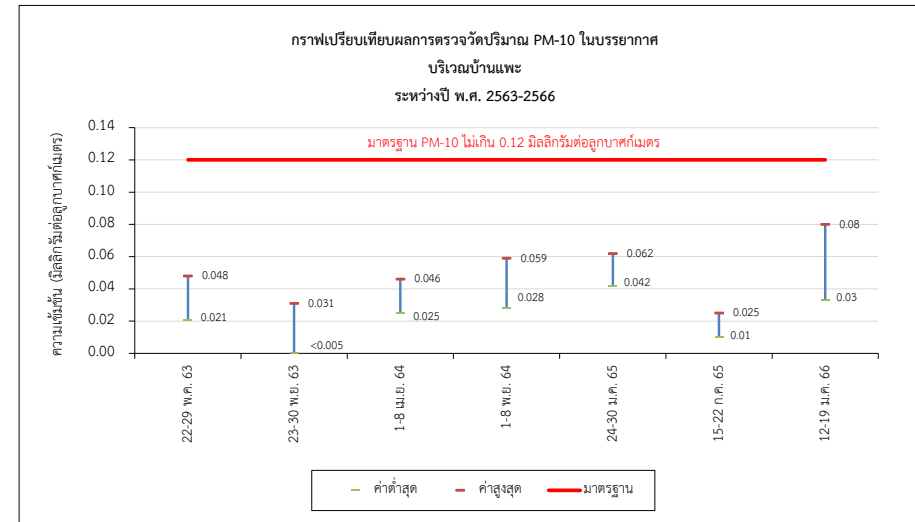 กราฟเปรียบเทียบผลการตรวจวัดปริมาณ PM-10 ในบรรยากาศ
บริเวณบ้านแพะ
ระหว่างปี พ.ศ. 2563-2566
ความเข้มข้น (มิลลิกรัมต่อลูกบาศก์เมตร)
0.14
0.12
0.10
0.08
0.06
0.04
0.02
0.00
มาตรฐาน PM-10 ไม่เกิน 0.12 มิลลิกรัมต่อลูกบาศก์เมตร
0.048
0.021
0.031
<0.005
0.046
0.025
0.059
0.028
0.062
0.042
0.025
0.01
0.08
0.03
22-29 พ.ค. 63
23-30 พ.ย. 63
1-8 เม.ย. 64
1-8 พ.ย. 64
24-30 ม.ค. 65
15-22 ก.ค. 65
12-19 ม.ค. 66
ค่าต่ำสุด
ค่าสูงสุด
มาตรฐาน